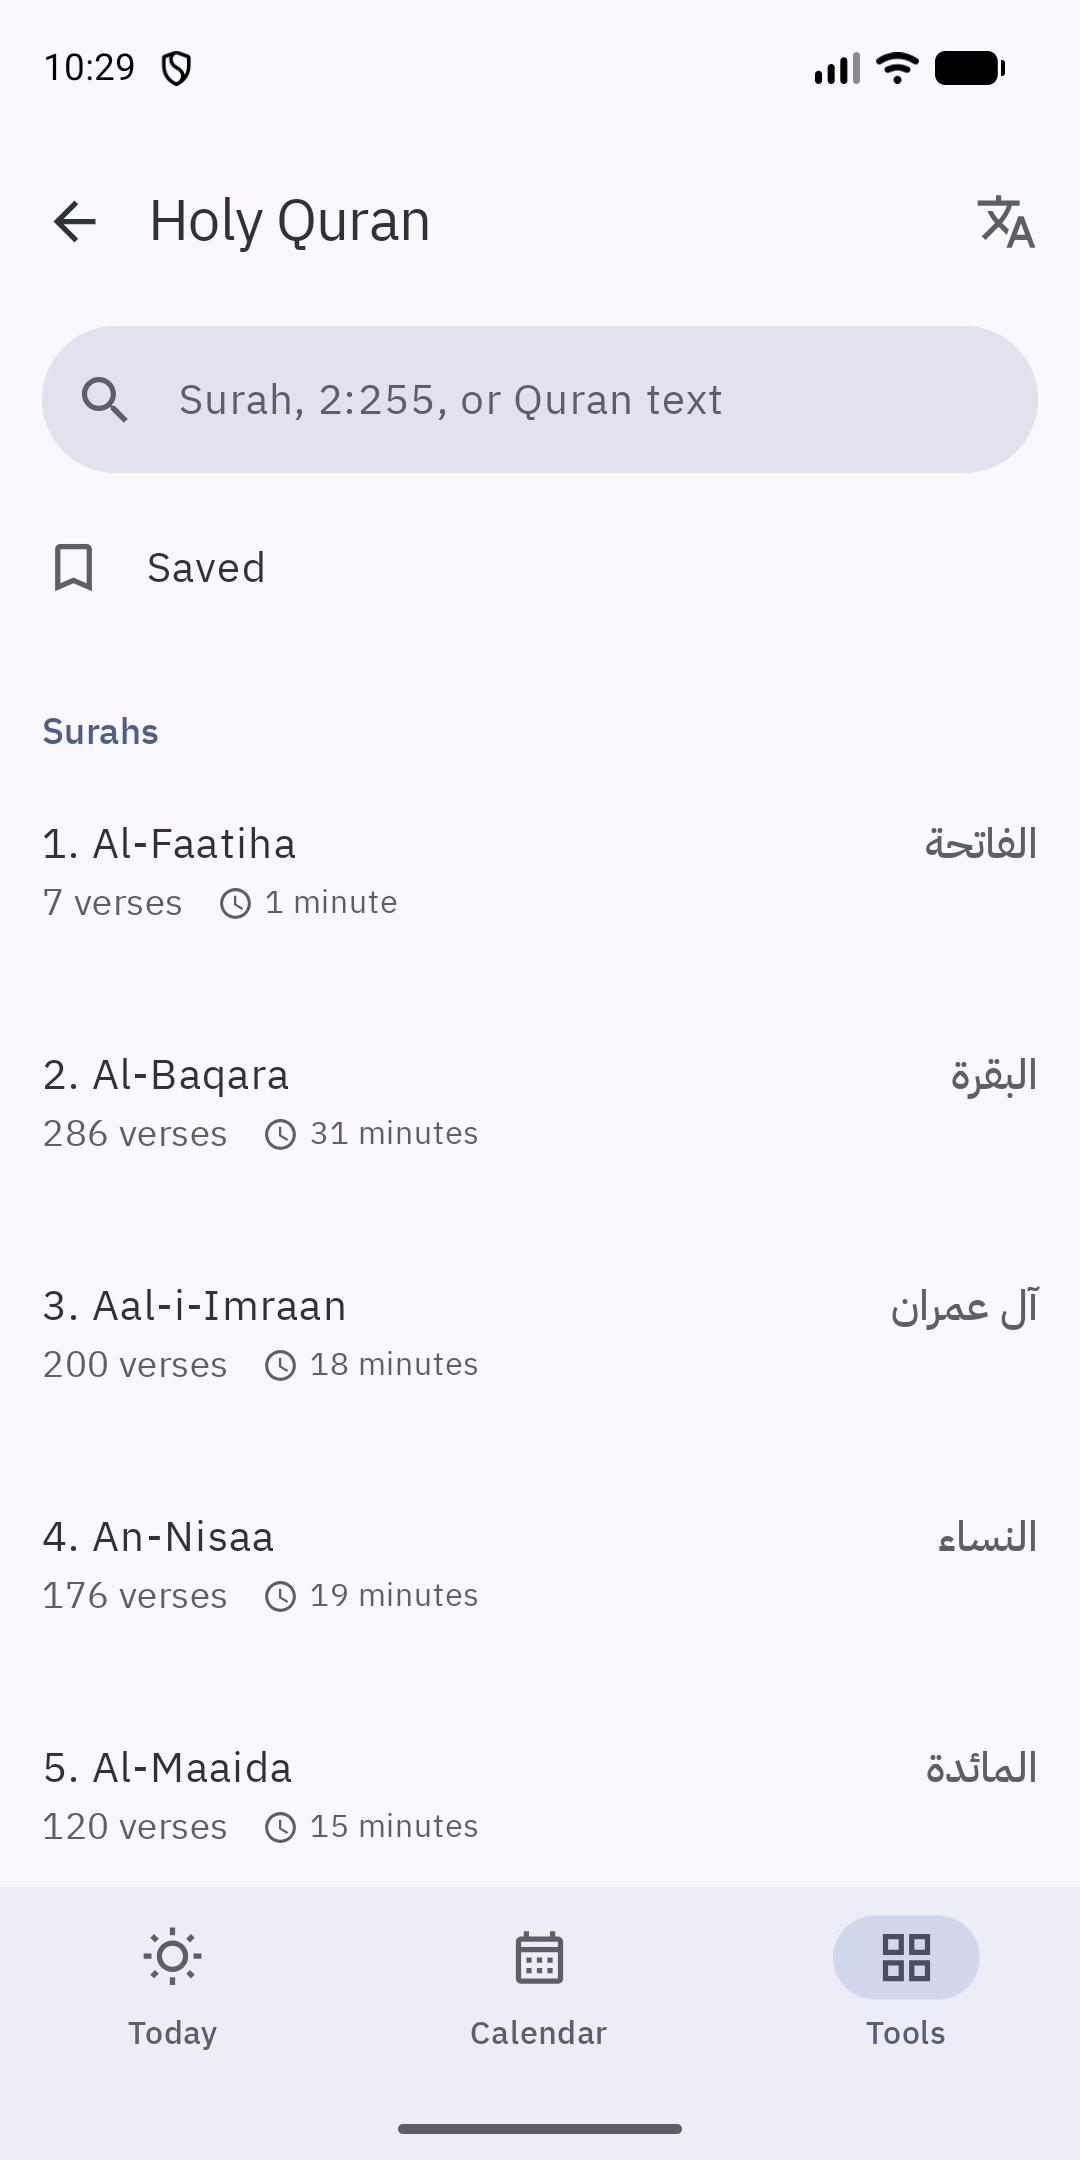 10:29
Holy Quran
Surah, 2:255, or Quran text
Saved
Surahs
1. Al-Faatiha الفاتحة
7 verses 1 minute
2. Al-Baqara البقرة
286 verses 31 minutes
3. Aal-i-Imraan آل عمران
200 verses 18 minutes
4. An-Nisaa النساء
176 verses 19 minutes
5. Al-Maaida المائدة
120 verses 15 minutes
Today Calendar Tools